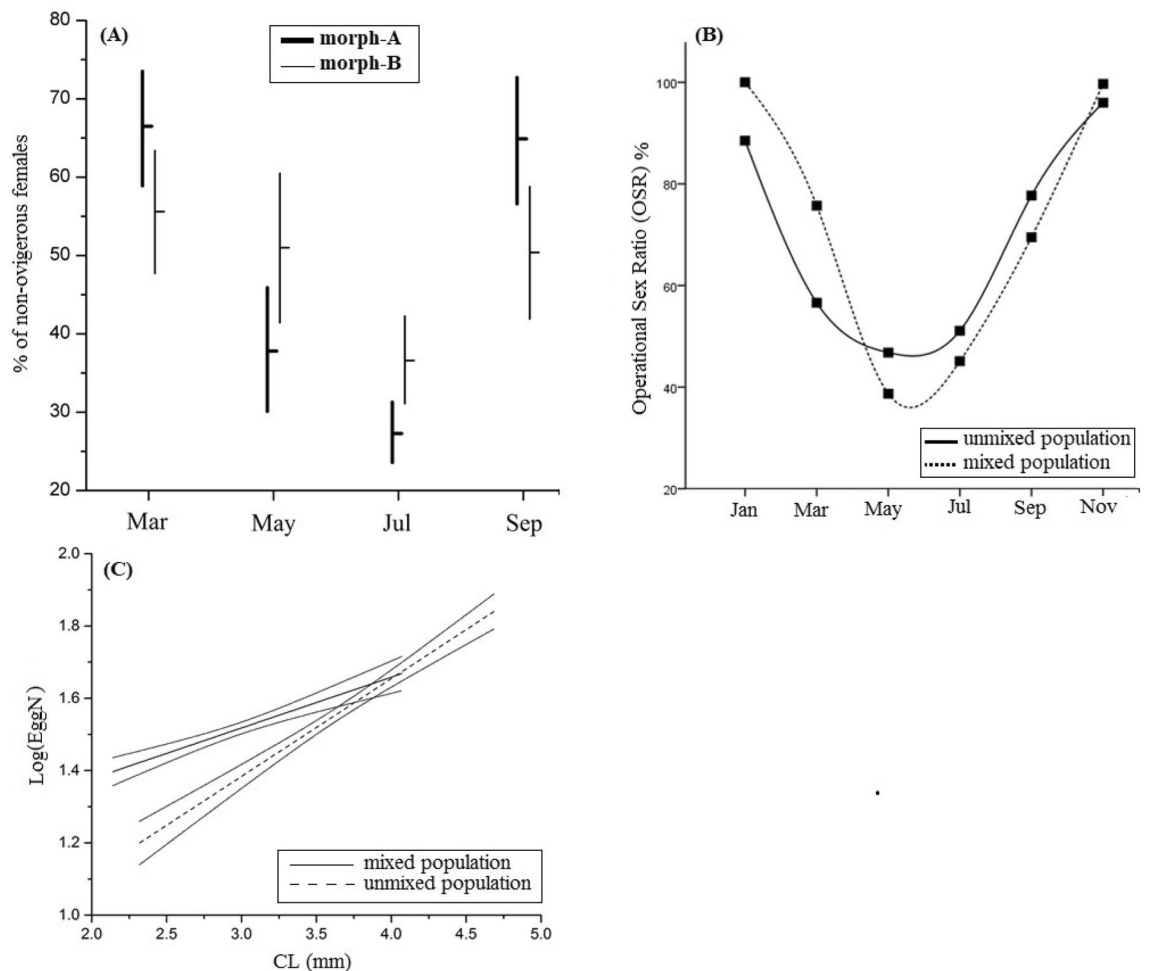 (A)
morph-A
morph-B
% of non-ovigerous females
80
70
60
50
40
30
20
Mar May Jul Sep
(B)
Operational Sex Ratio (OSR) %
100
80
60
40
20
unmixed population
mixed population
Jan Mar May Jul Sep Nov
(C)
Log(EggN)
2.0
1.8
1.6
1.4
1.2
1.0
mixed population
unmixed population
2.0 2.5 3.0 3.5 4.0 4.5 5.0
CL (mm)